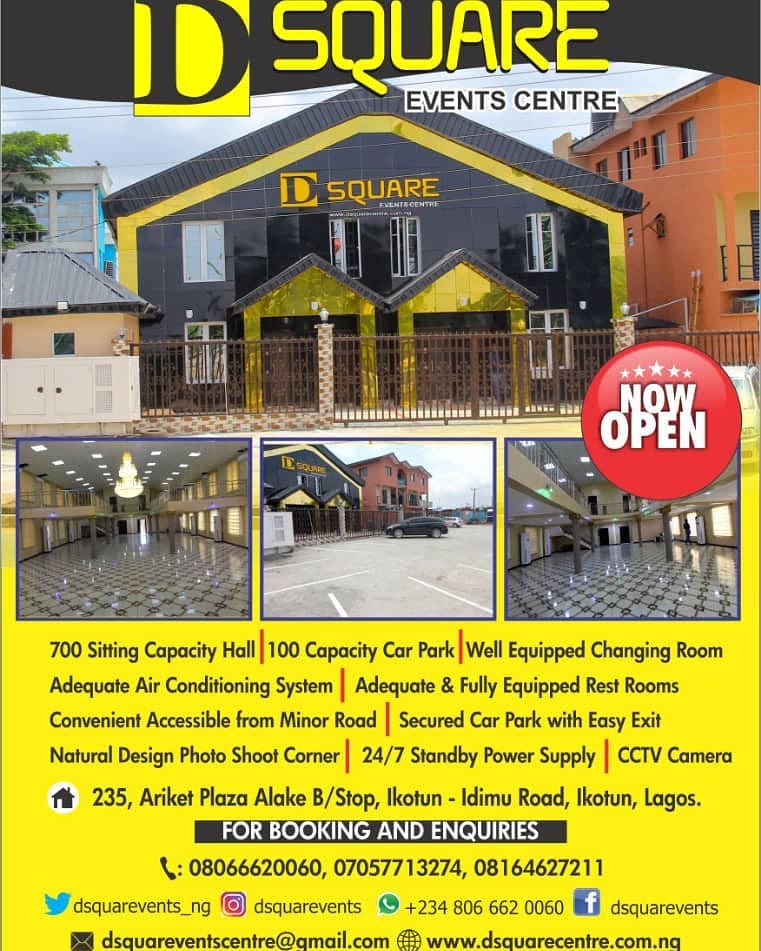 D SQUARE
EVENTS CENTRE
D SQUARE
EVENTS CENTRE
www.dsquarecentre.com.ng
NOW
OPEN
D SQUARE
700 Sitting Capacity Hall | 100 Capacity Car Park | Well Equipped Changing Room
Adequate Air Conditioning System | Adequate & Fully Equipped Rest Rooms
Convenient Accessible from Minor Road | Secured Car Park with Easy Exit
Natural Design Photo Shoot Corner | 24/7 Standby Power Supply | CCTV Camera
235, Ariket Plaza Alake B/Stop, Ikotun - Idimu Road, Ikotun, Lagos.
FOR BOOKING AND ENQUIRIES
: 08066620060, 07057713274, 08164627211
dsquarevents_ng dsquarevents +234 806 662 0060 dsquarevents
dsquareventscentre@gmail.com www.dsquarecentre.com.ng